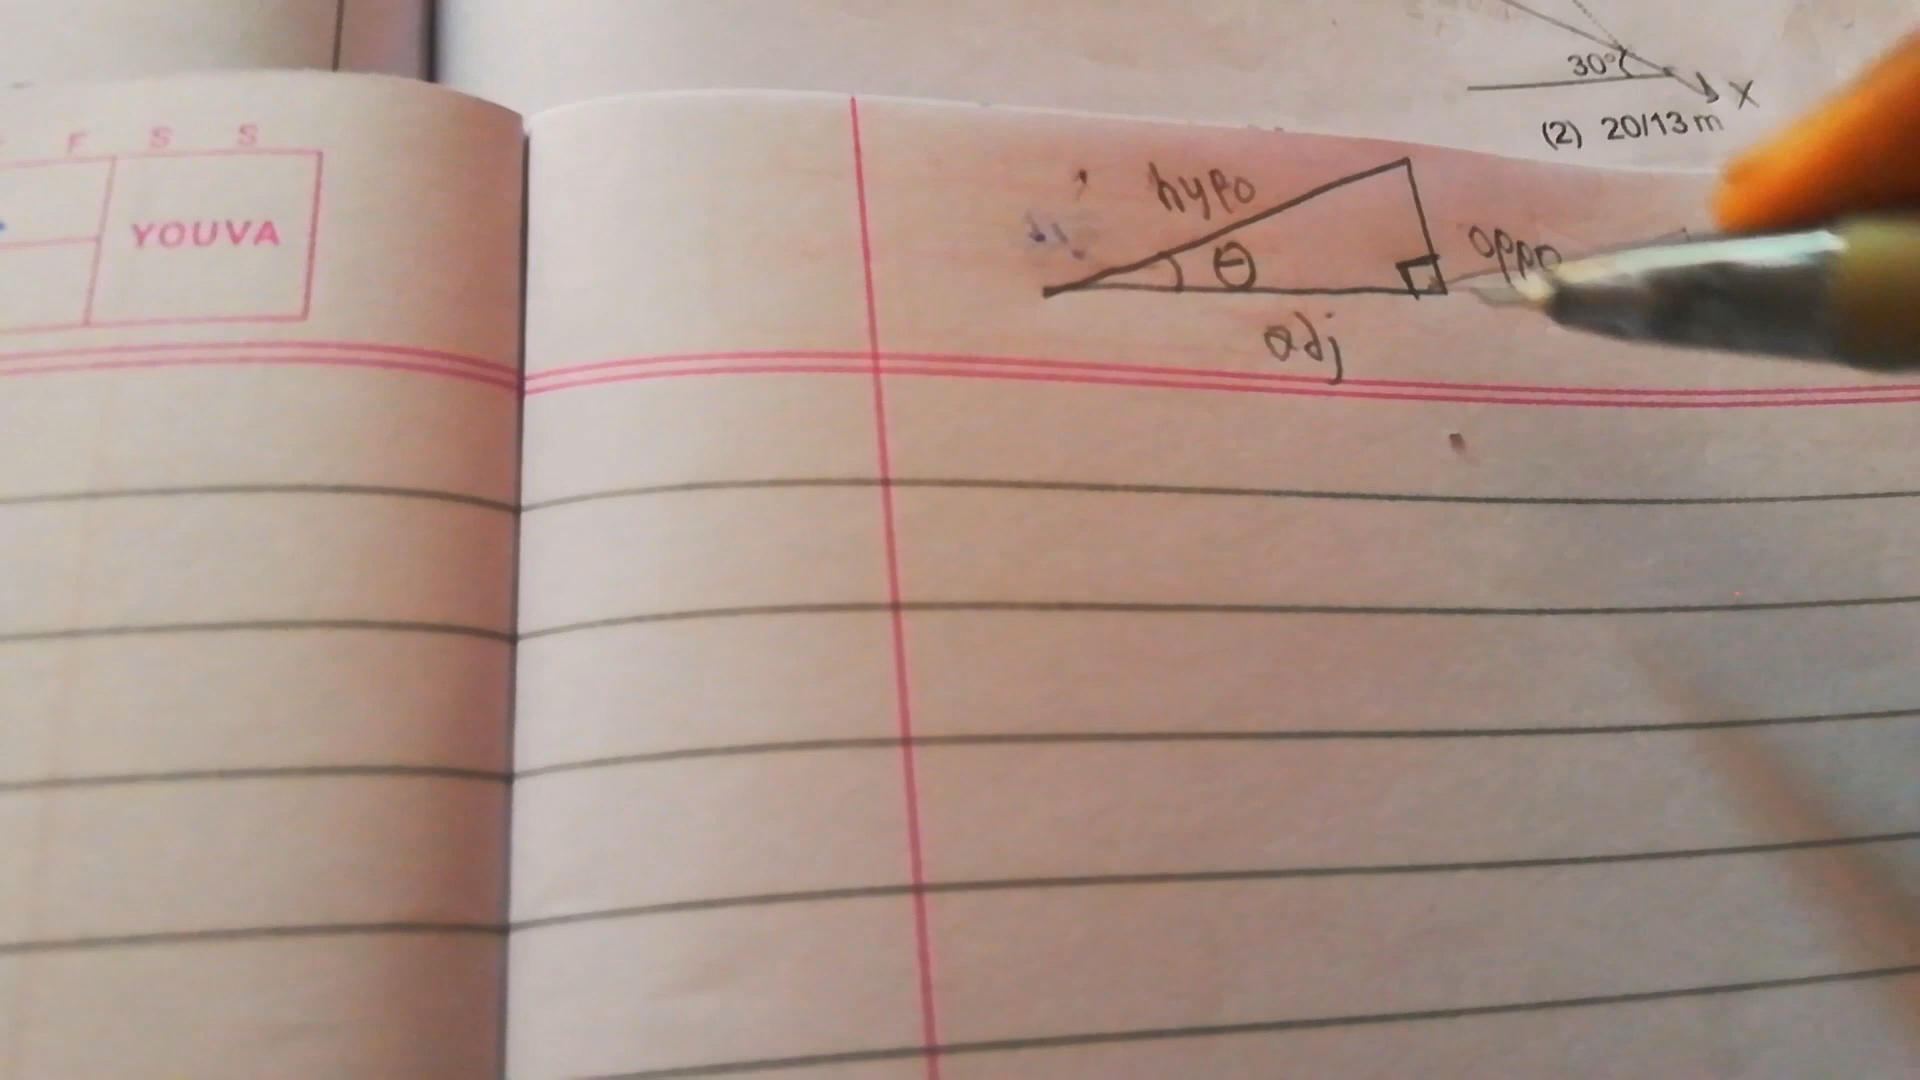 30°
X
(2) 20/13 m
F S S
YOUVA
hypo
θ
oppo
adj